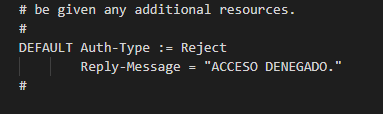 # be given any additional resources.
#
DEFAULT Auth-Type := Reject
Reply-Message = "ACCESO DENEGADO."
#